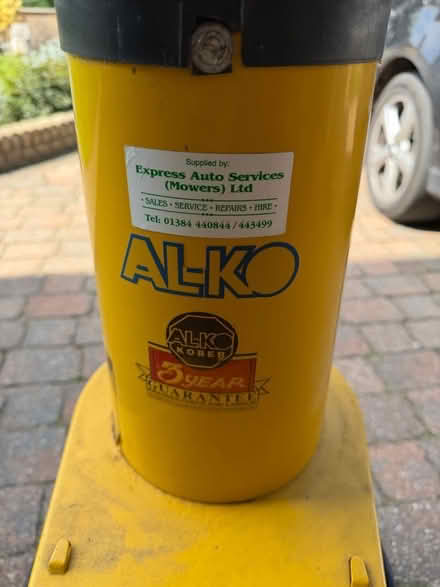 Supplied by:
Express Auto Services
(Mowers) Ltd
· SALES · SERVICE · REPAIRS · HIRE ·
Tel: 01384 440844 / 443499
AL-KO
AL-KO
KOBER
3 YEAR
GUARANTEE